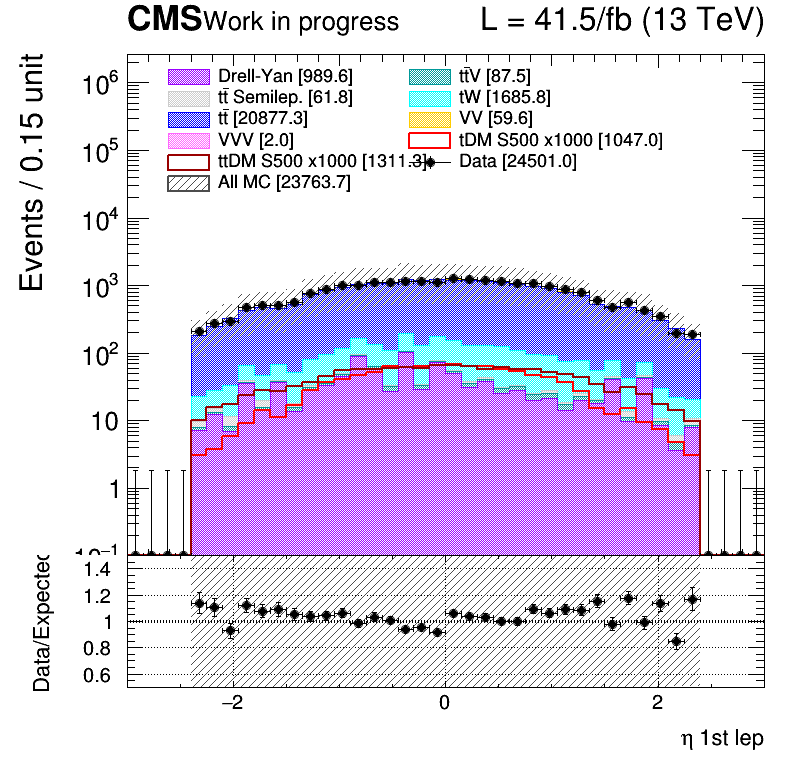 CMS Work in progress L = 41.5/fb (13 TeV)
Events / 0.15 unit
10⁶
10⁵
10⁴
10³
10²
10
1
10⁻¹
Drell-Yan [989.6] tt̄V [87.5]
tt̄ Semilep. [61.8] tW [1685.8]
tt̄ [20877.3] VV [59.6]
VVV [2.0] tDM S500 x1000 [1047.0]
ttDM S500 x1000 [1311.3] Data [24501.0]
All MC [23763.7]
Data/Expected
1.4
1.2
1
0.8
0.6
−2 0 2
η 1st lep